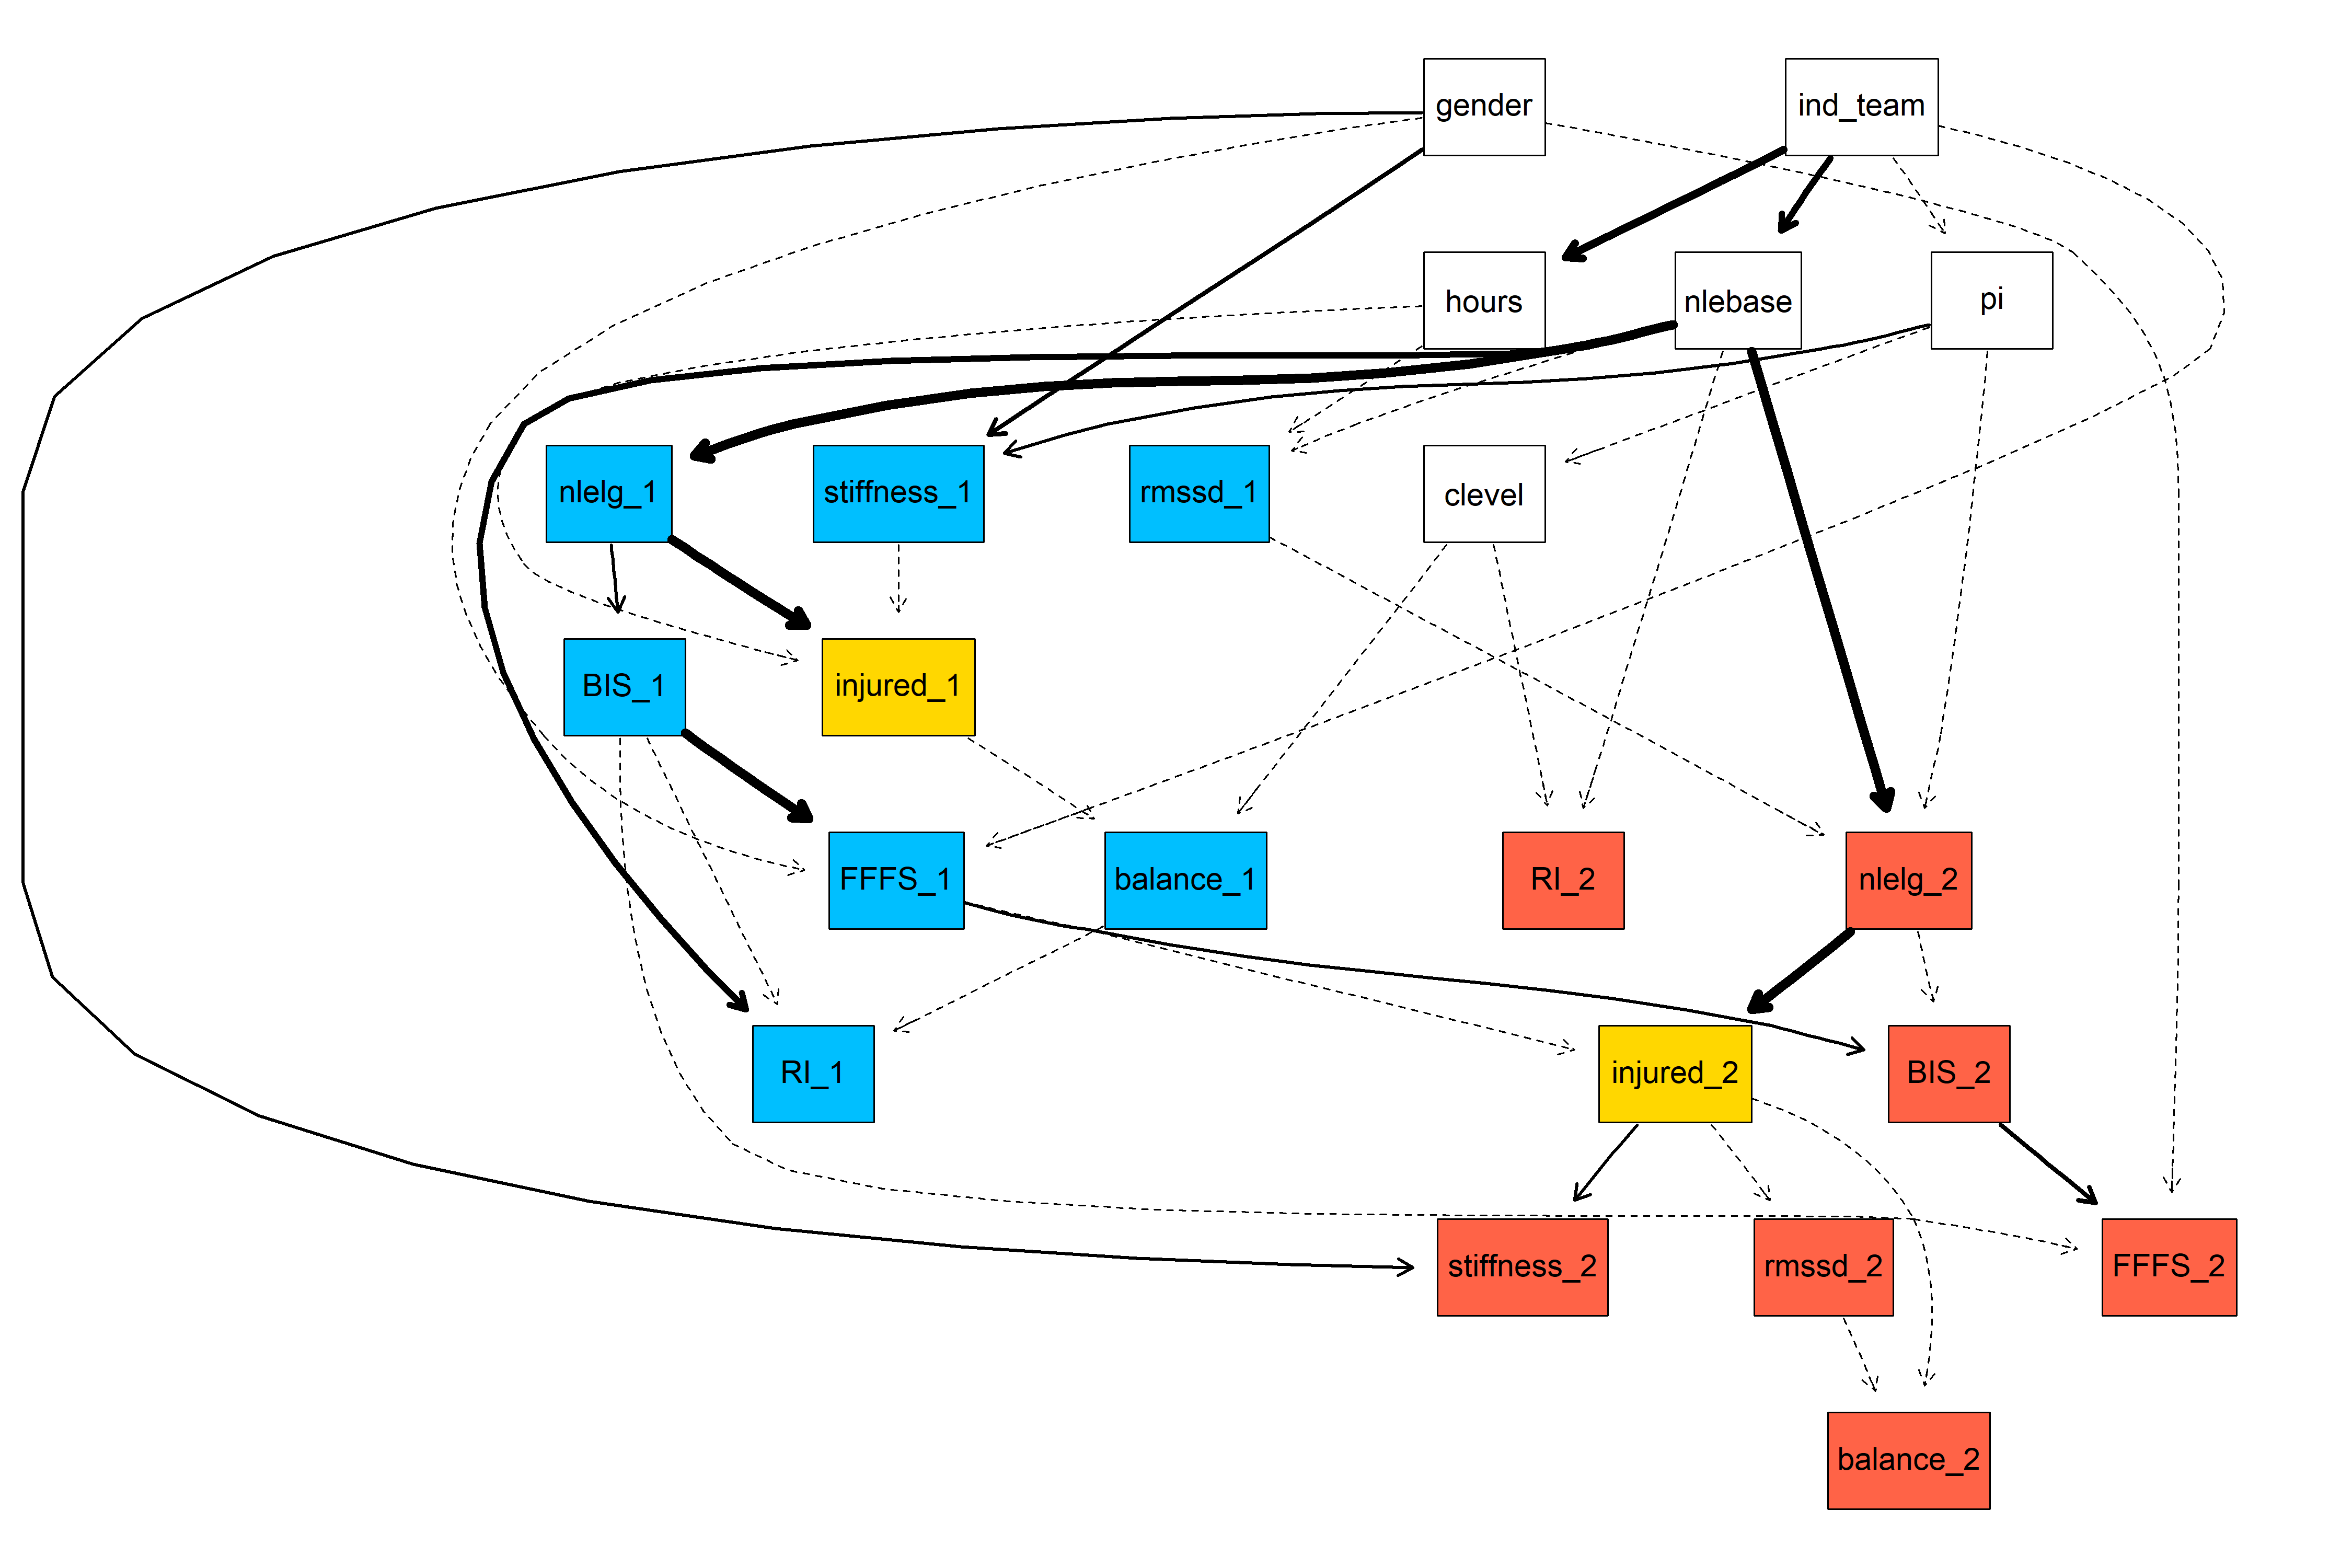 gender
ind_team
hours
nlebase
pi
nlelg_1
stiffness_1
rmssd_1
clevel
BIS_1
injured_1
FFFS_1
balance_1
RI_2
nlelg_2
RI_1
injured_2
BIS_2
stiffness_2
rmssd_2
FFFS_2
balance_2